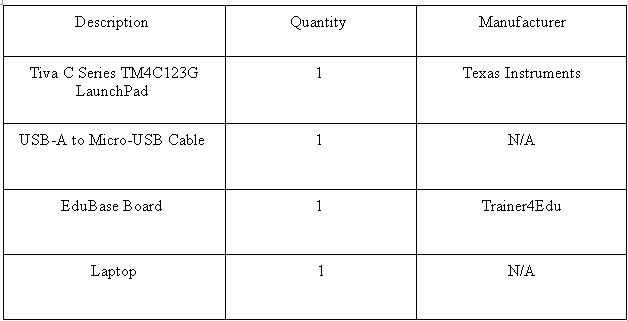 Description Quantity Manufacturer
Tiva C Series TM4C123G 1 Texas Instruments
LaunchPad
USB-A to Micro-USB Cable 1 N/A
EduBase Board 1 Trainer4Edu
Laptop 1 N/A